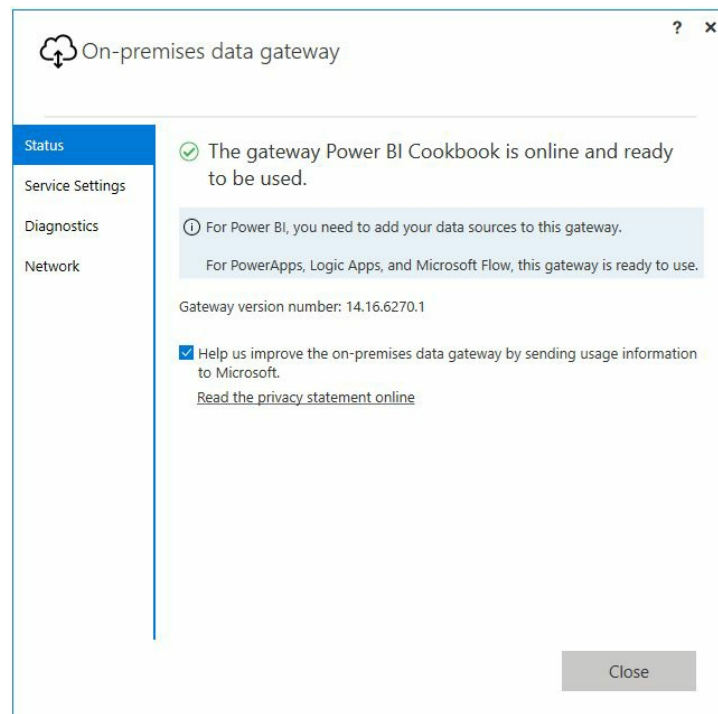 ? ×
On-premises data gateway
Status
Service Settings
Diagnostics
Network
The gateway Power BI Cookbook is online and ready
to be used.
For Power BI, you need to add your data sources to this gateway.
For PowerApps, Logic Apps, and Microsoft Flow, this gateway is ready to use.
Gateway version number: 14.16.6270.1
Help us improve the on-premises data gateway by sending usage information
to Microsoft.
Read the privacy statement online
Close